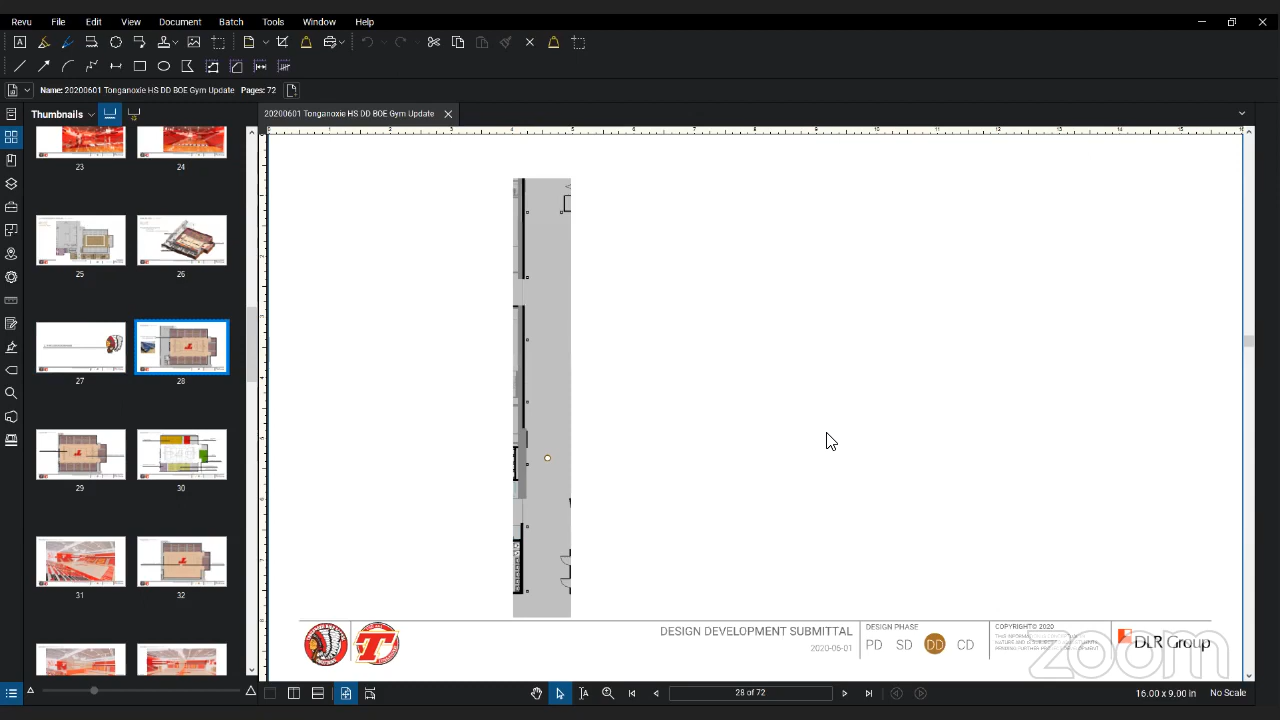 Revu File Edit View Document Batch Tools Window Help
Name: 20200601 Tonganoxie HS DD BOE Gym Update Pages: 72
Thumbnails
20200601 Tonganoxie HS DD BOE Gym Update
23
24
25
26
27
28
29
30
31
32
DESIGN DEVELOPMENT SUBMITTAL
2020-06-01
DESIGN PHASE
PD SD DD CD
COPYRIGHT© 2020
DLR Group
zoom
28 of 72
16.00 x 9.00 in
No Scale